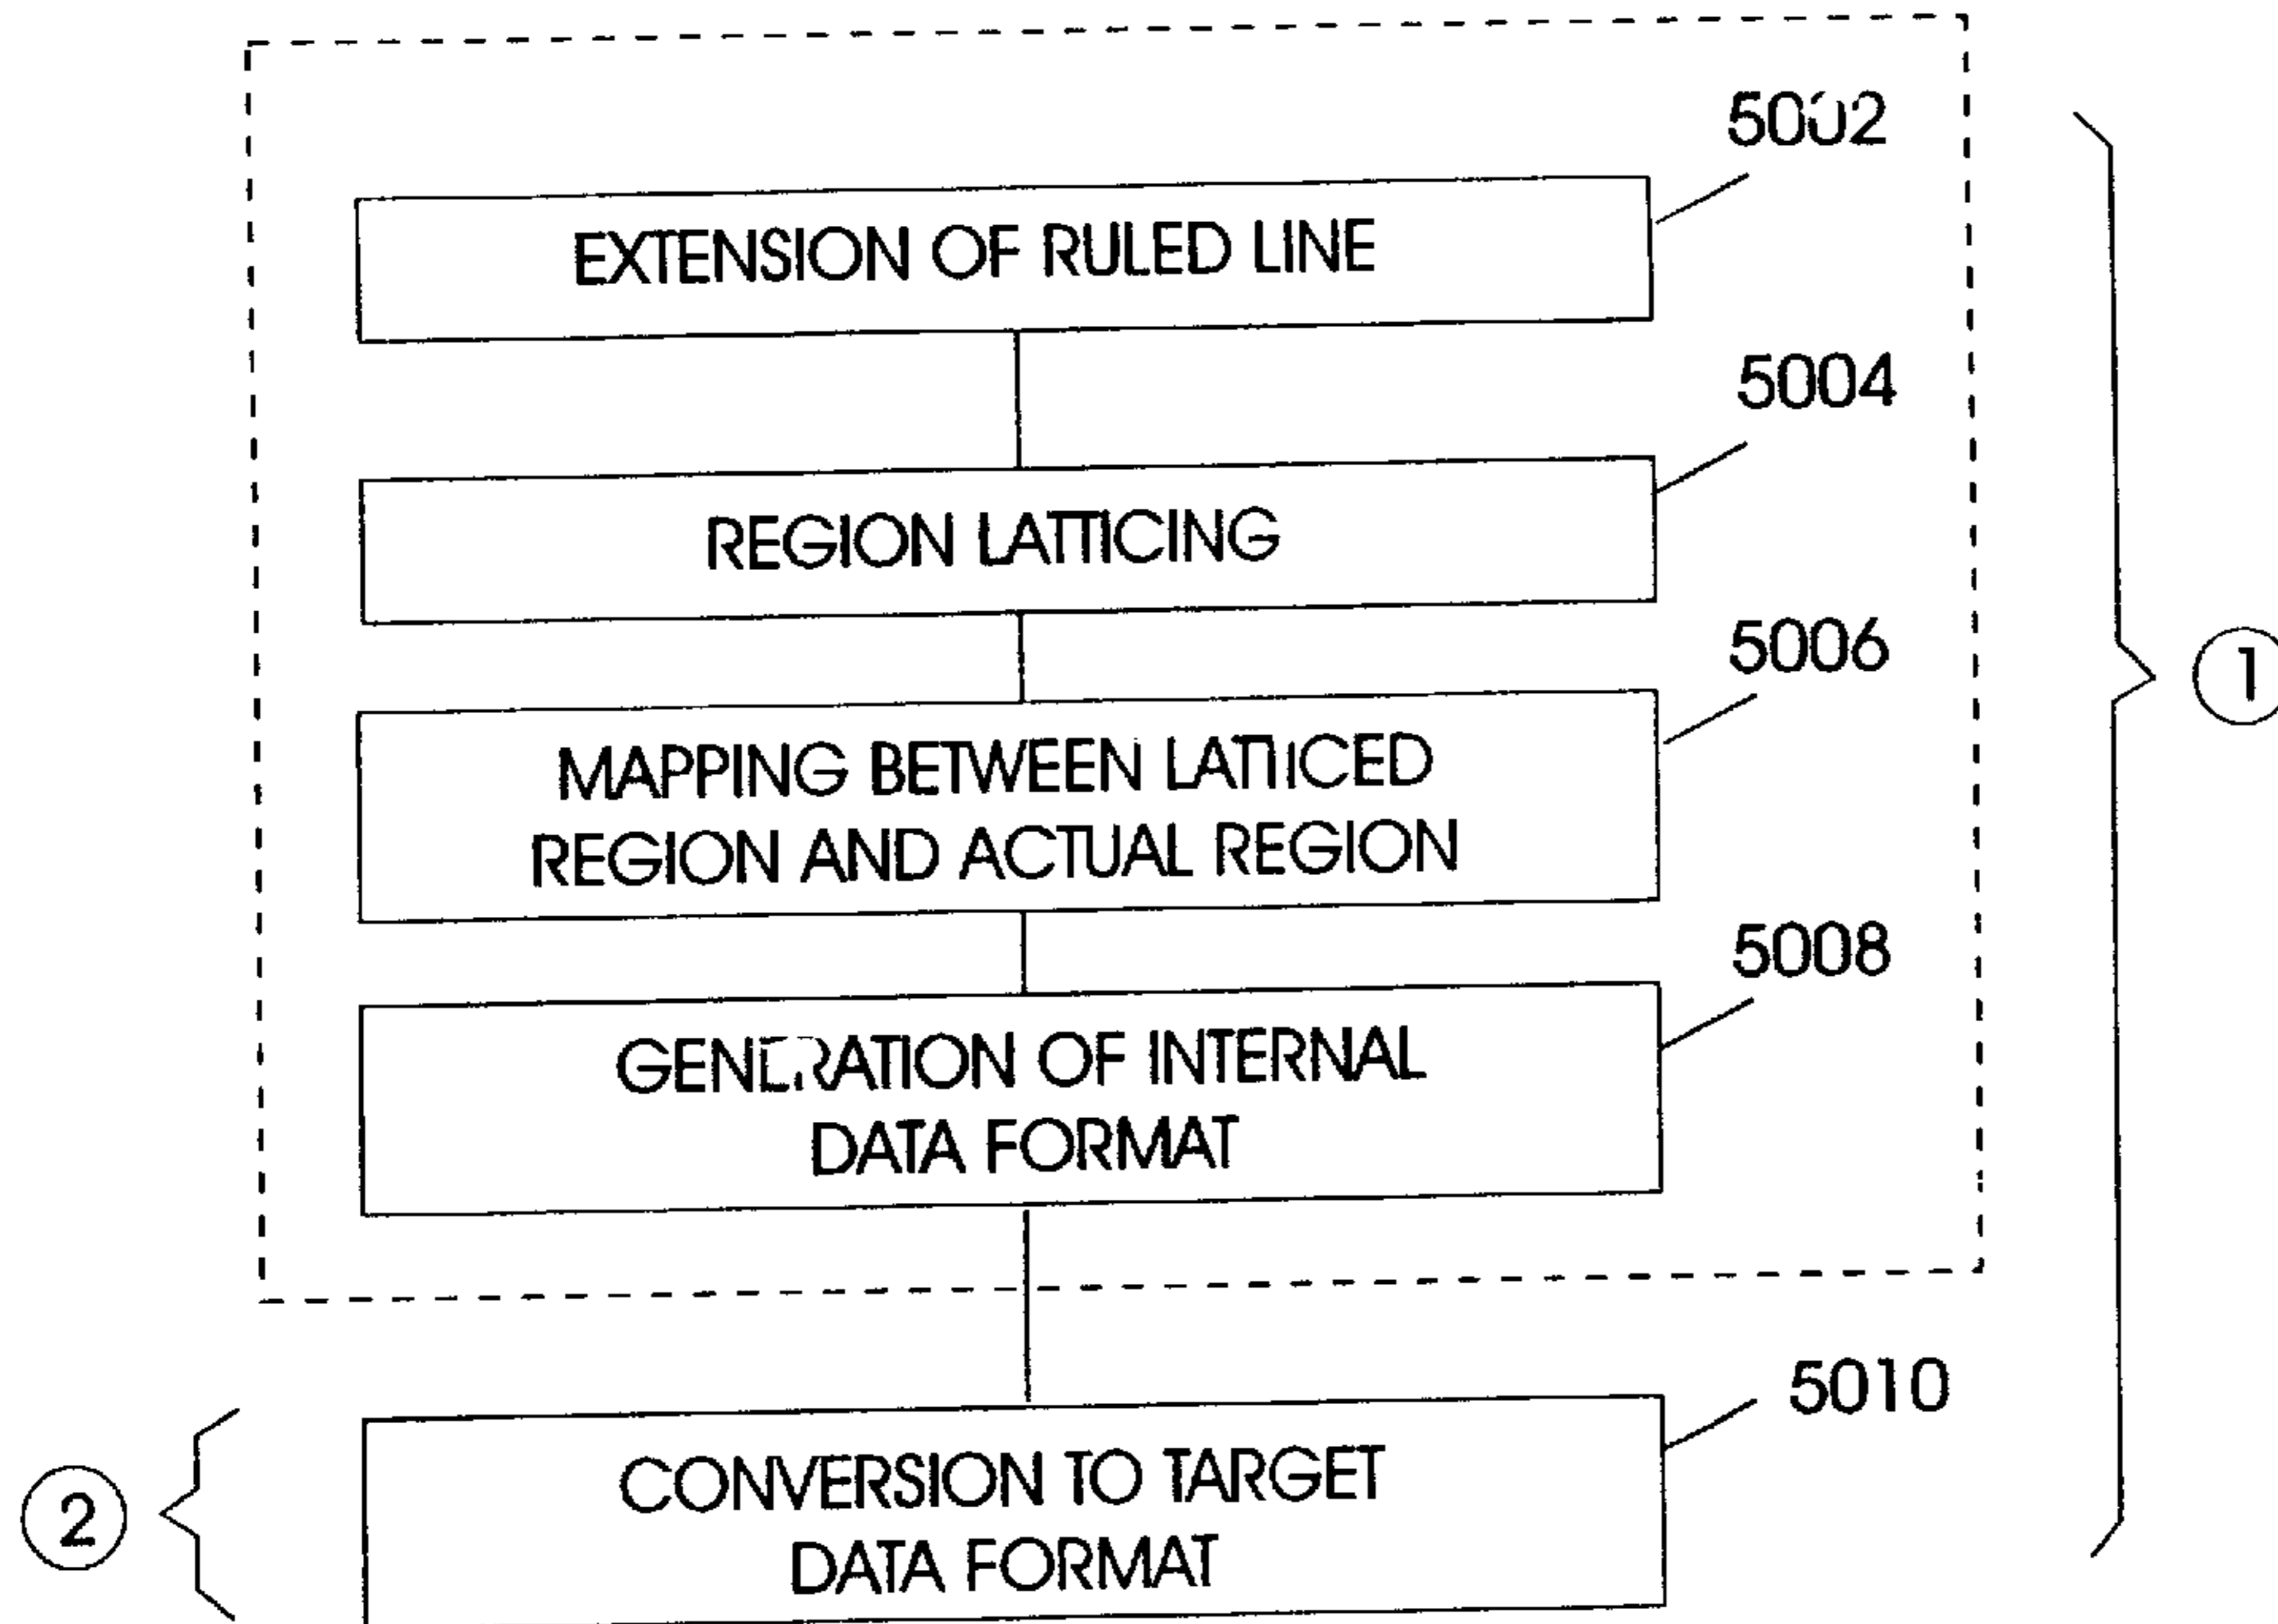 5002
EXTENSION OF RULED LINE
5004
REGION LATTICING
5006
1
MAPPING BETWEEN LATTICED
REGION AND ACTUAL REGION
5008
GENERATION OF INTERNAL
DATA FORMAT
5010
CONVERSION TO TARGET
DATA FORMAT
2